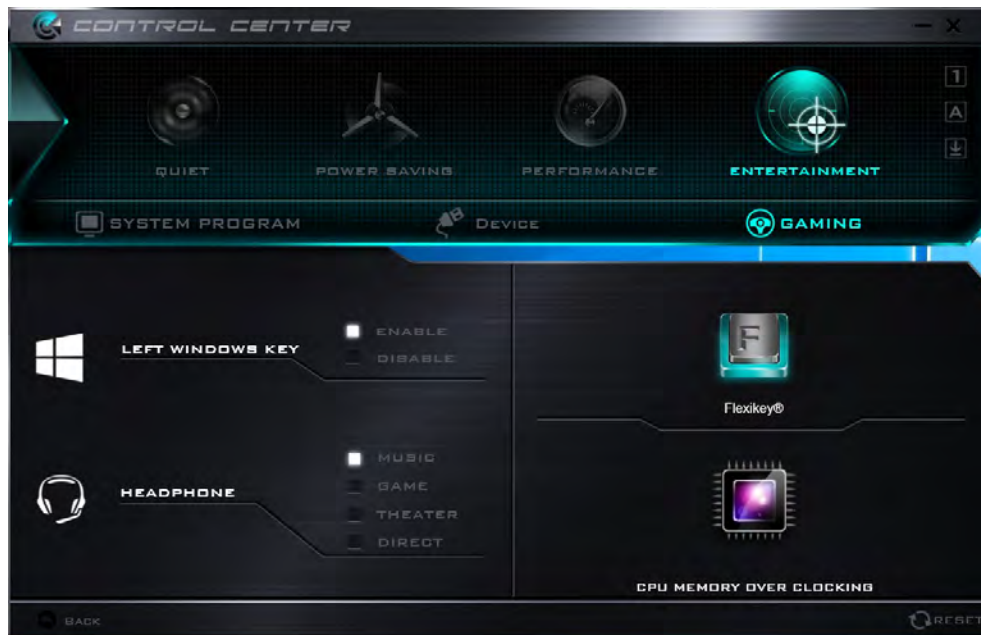 CONTROL CENTER
1
A
QUIET
POWER SAVING
PERFORMANCE
ENTERTAINMENT
SYSTEM PROGRAM
DEVICE
GAMING
LEFT WINDOWS KEY
ENABLE
DISABLE
F
Flexikey®
HEADPHONE
MUSIC
GAME
THEATER
DIRECT
CPU MEMORY OVER CLOCKING
BACK
RESET